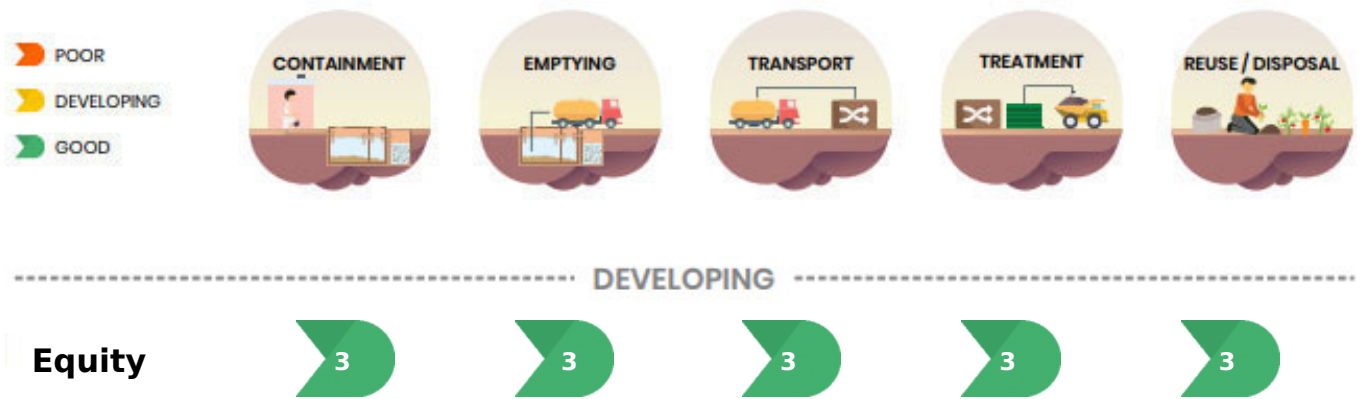 POOR
DEVELOPING
GOOD
CONTAINMENT
EMPTYING
TRANSPORT
TREATMENT
REUSE / DISPOSAL
DEVELOPING
Equity 3 3 3 3 3